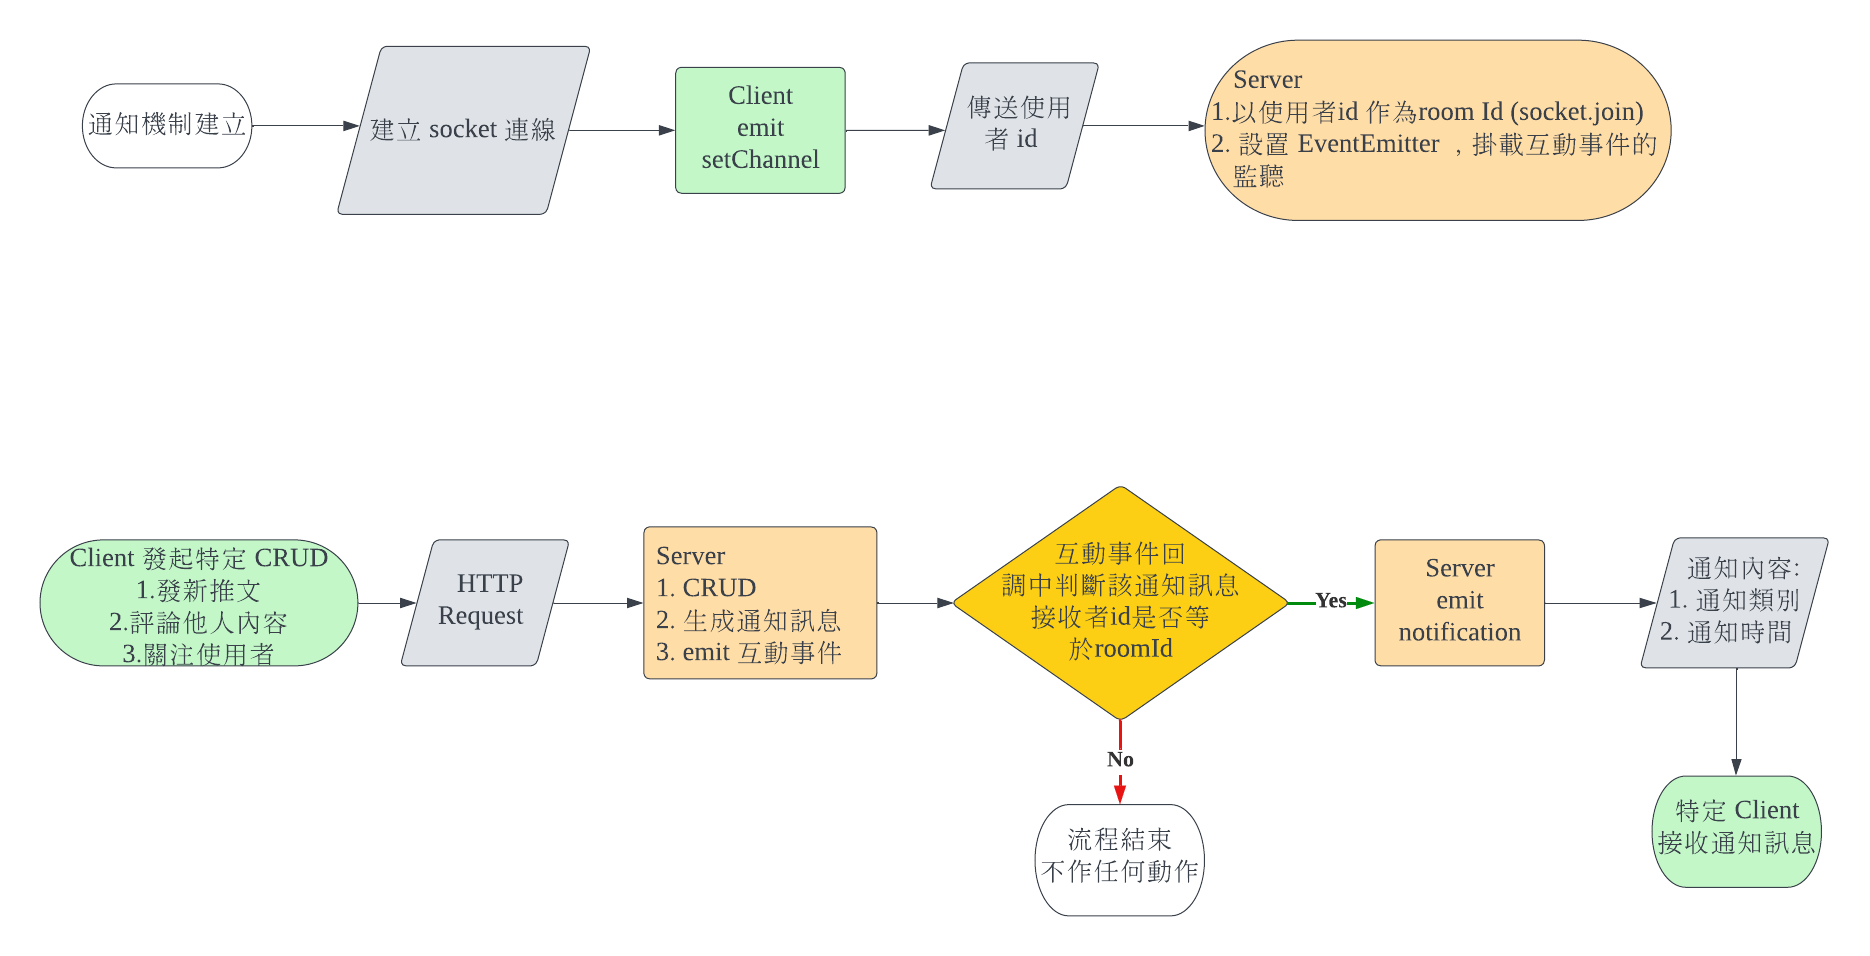 通知機制建立
建立 socket 連線
Client
emit
setChannel
傳送使用
者 id
Server
1.以使用者id 作為room Id (socket.join)
2. 設置 EventEmitter ，掛載互動事件的
監聽
Client 發起特定 CRUD
1.發新推文
2.評論他人內容
3.關注使用者
HTTP
Request
Server
1. CRUD
2. 生成通知訊息
3. emit 互動事件
互動事件回
調中判斷該通知訊息
接收者id是否等
於roomId
Yes
No
流程結束
不作任何動作
Server
emit
notification
通知內容:
1. 通知類別
2. 通知時間
特定 Client
接收通知訊息